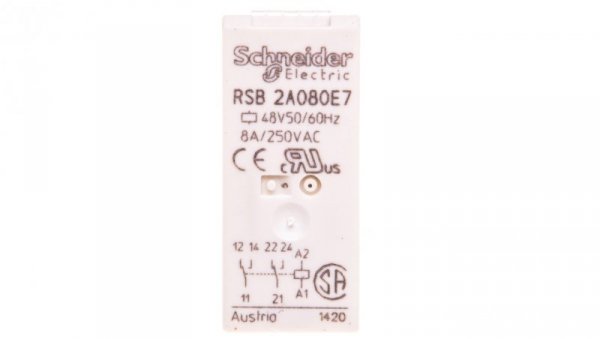 Schneider
Electric
RSB 2A080E7
48V50/60Hz
8A/250VAC
CE c RU us
12 14 22 24 A2
11 21 A1 SA
Austria 1420